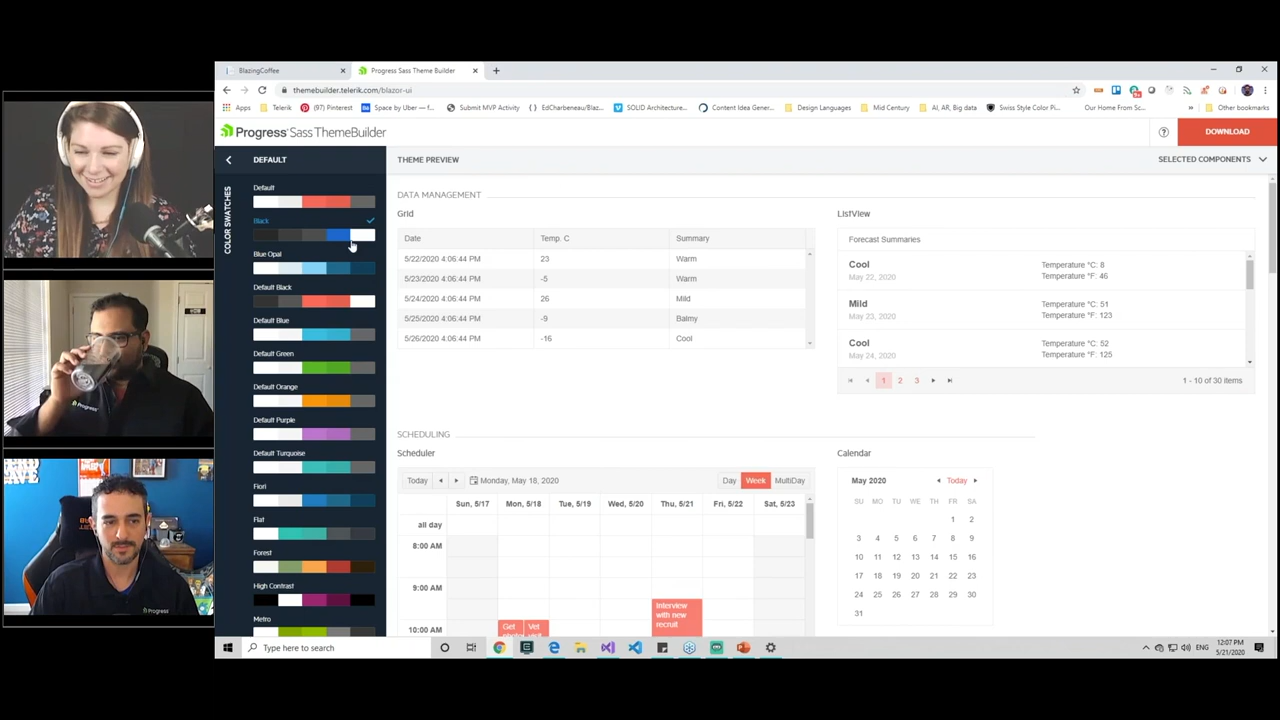 BlazingCoffee
Progress Sass Theme Builder
themebuilder.telerik.com/blazor-ui
Apps
Telerik
(97) Pinterest
Space by Uber —f...
Submit MVP Activity
EdCharbeneau/Blaz...
SOLID Architecture...
Content Idea Gener...
Design Languages
Mid Century
AI, AR, Big data
Swiss Style Color Pi...
Our Home From Sc...
»
Other bookmarks
Progress Sass ThemeBuilder
DOWNLOAD
DEFAULT
THEME PREVIEW
SELECTED COMPONENTS
COLOR SWATCHES
Default
Black
Blue Opal
Default Black
Default Blue
Default Green
Default Orange
Default Purple
Default Turquoise
Fiori
Flat
Forest
High Contrast
Metro
DATA MANAGEMENT
Grid
Date Temp. C Summary
5/22/2020 4:06:44 PM 23 Warm
5/23/2020 4:06:44 PM -5 Warm
5/24/2020 4:06:44 PM 26 Mild
5/25/2020 4:06:44 PM -9 Balmy
5/26/2020 4:06:44 PM -16 Cool
ListView
Forecast Summaries
Cool Temperature °C: 8
May 22, 2020 Temperature °F: 46
Mild Temperature °C: 51
May 23, 2020 Temperature °F: 123
Cool Temperature °C: 52
May 24, 2020 Temperature °F: 125
1 2 3
1 - 10 of 30 items
SCHEDULING
Scheduler
Today Monday, May 18, 2020 Day Week MultiDay
Sun, 5/17 Mon, 5/18 Tue, 5/19 Wed, 5/20 Thu, 5/21 Fri, 5/22 Sat, 5/23
all day
8:00 AM
9:00 AM
10:00 AM
Interview
with new
recruit
Get Vet
Calendar
May 2020 Today
SU MO TU WE TH FR SA
1 2
3 4 5 6 7 8 9
10 11 12 13 14 15 16
17 18 19 20 21 22 23
24 25 26 27 28 29 30
31
Progress
Progress
Type here to search
ENG
12:07 PM
5/21/2020